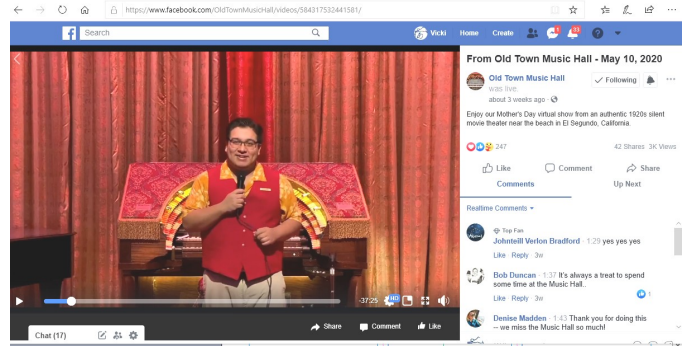 https://www.facebook.com/OldTownMusicHall/videos/584317532441581/
Search
Vicki
Home
Create
From Old Town Music Hall - May 10, 2020
Old Town Music Hall
was live.
about 3 weeks ago
Following
Enjoy our Mother's Day virtual show from an authentic 1920s silent
movie theater near the beach in El Segundo, California.
247
42 Shares 3K Views
Like
Comment
Share
Comments
Up Next
Realtime Comments
Top Fan
Johnteill Verlon Bradford · 1:29 yes yes yes
Like Reply 3w
Bob Duncan · 1:37 It's always a treat to spend
some time at the Music Hall..
1
Like Reply 3w
Denise Madden · 1:43 Thank you for doing this
-- we miss the Music Hall so much!
-37:25
HD
Share
Comment
Like
Chat (17)